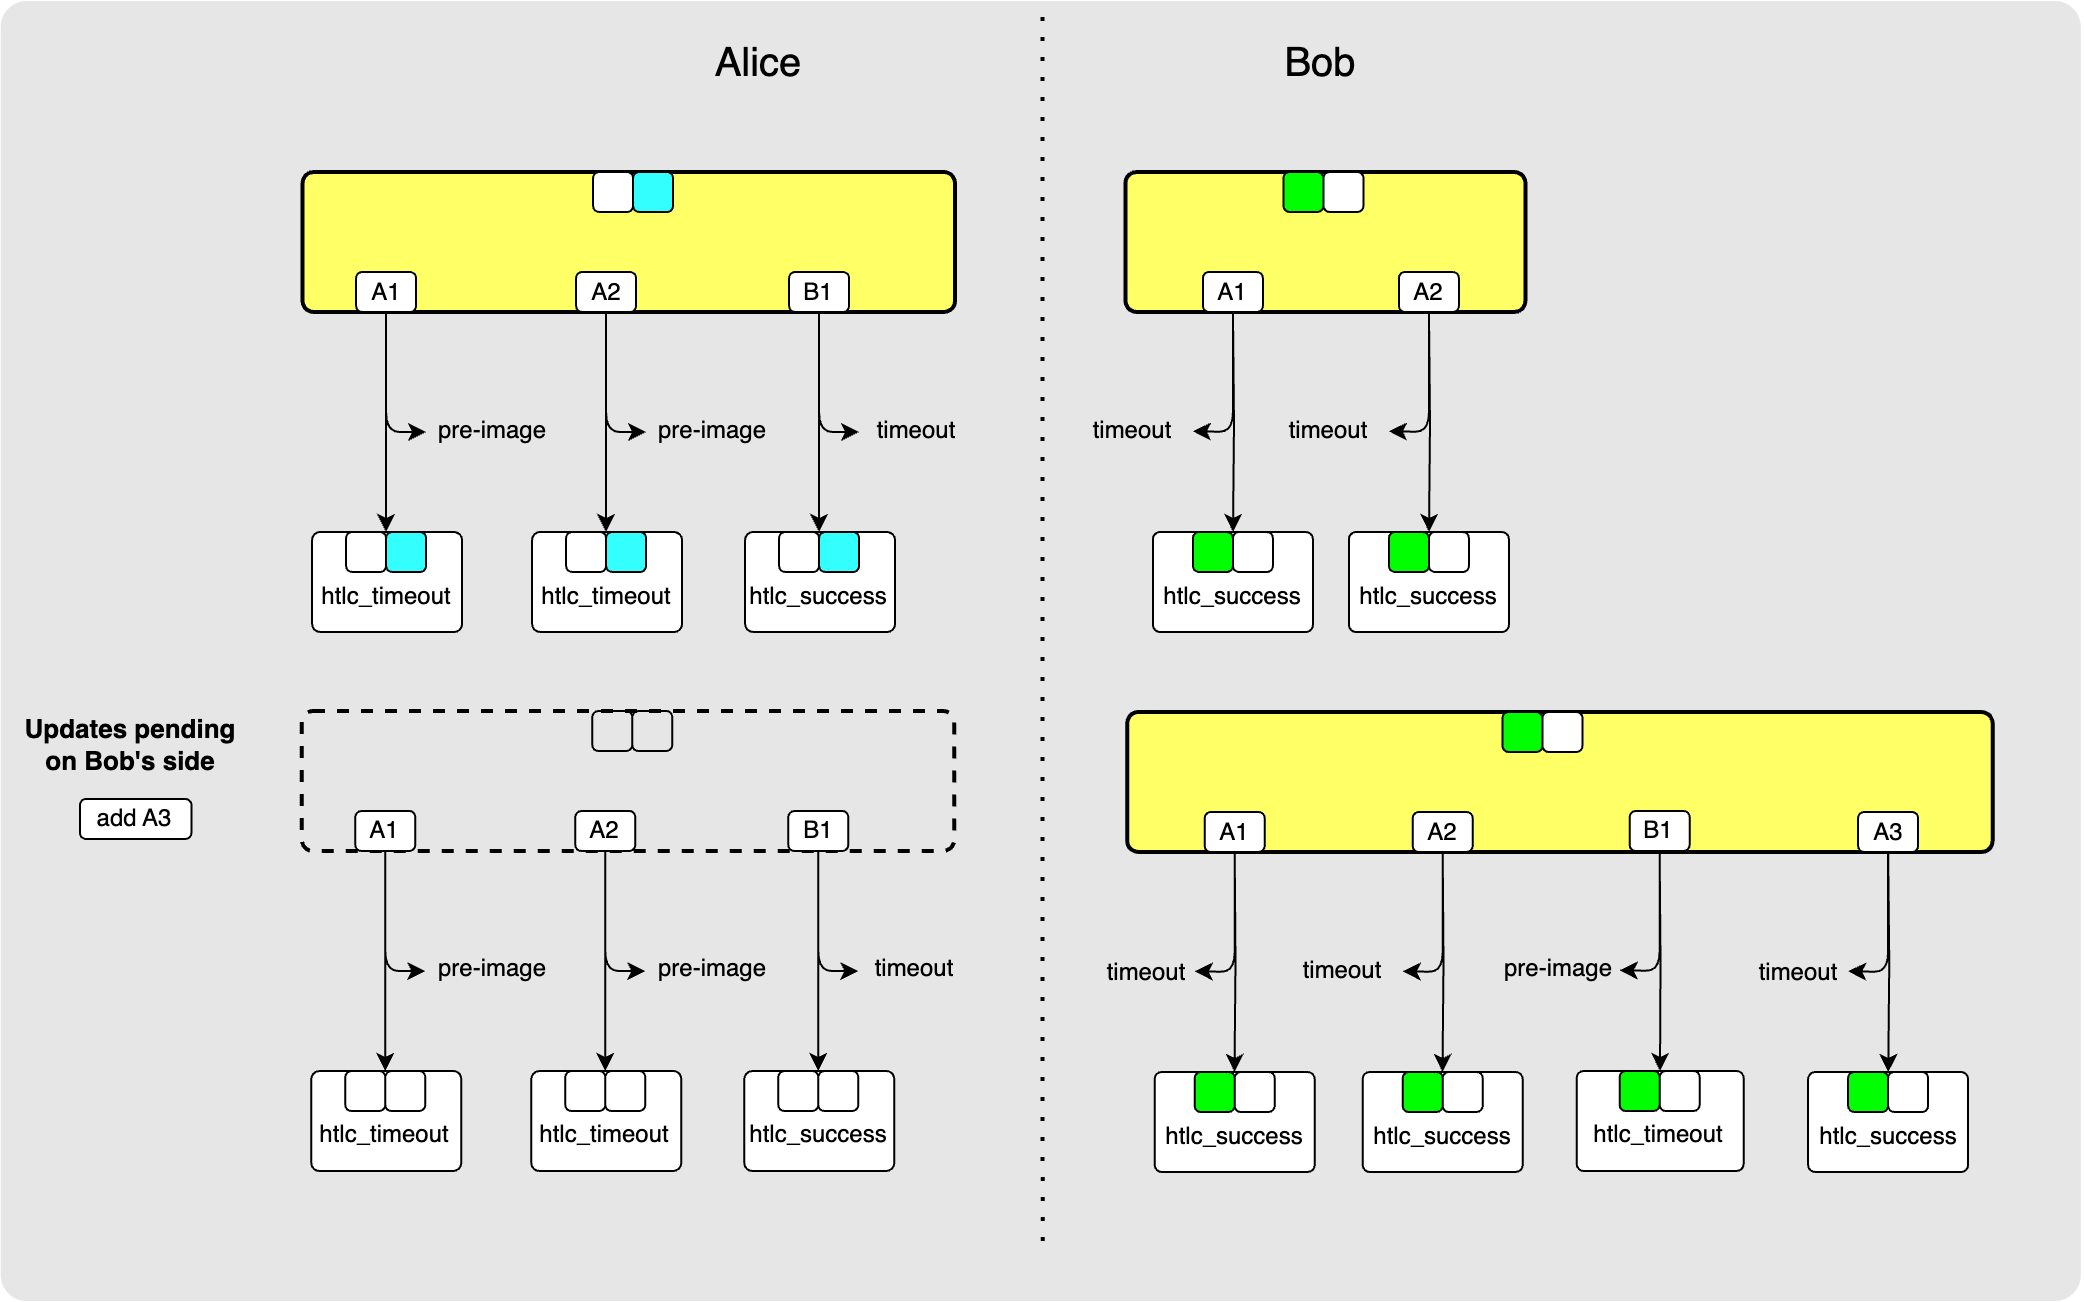 Alice
Bob
A1
A2
B1
A1
A2
pre-image
pre-image
timeout
timeout
timeout
htlc_timeout
htlc_timeout
htlc_success
htlc_success
htlc_success
Updates pending
on Bob's side
add A3
A1
A2
B1
A1
A2
B1
A3
pre-image
pre-image
timeout
timeout
timeout
pre-image
timeout
htlc_timeout
htlc_timeout
htlc_success
htlc_success
htlc_success
htlc_timeout
htlc_success